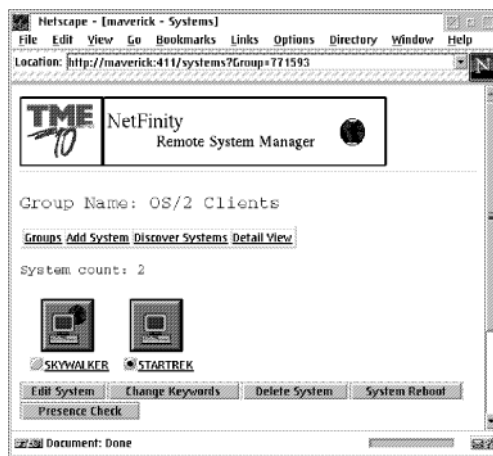 Netscape - [maverick - Systems]
File Edit View Go Bookmarks Links Options Directory Window Help
Location: http://maverick:411/systems?Group=771593
N
TME
10
NetFinity
Remote System Manager
Group Name: OS/2 Clients
Groups Add System Discover Systems Detail View
System count: 2
SKYWALKER STARTREK
Edit System Change Keywords Delete System System Reboot
Presence Check
Document: Done